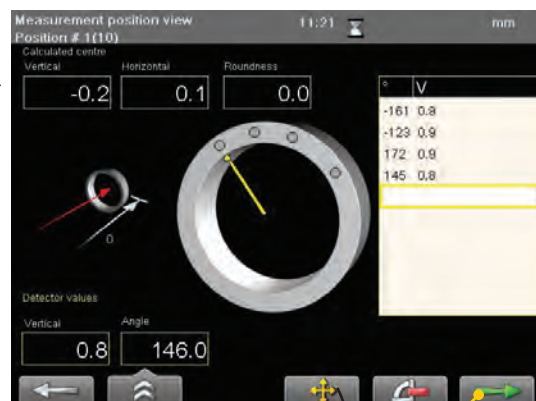 Measurement position view 11:21 mm
Position # 1(10)
Calculated centre
Vertical Horizontal Roundness
-0.2 0.1 0.0
° V
-161 0.9
-123 0.9
172 0.9
145 0.8
0
Detector values
Vertical Angle
0.8 146.0